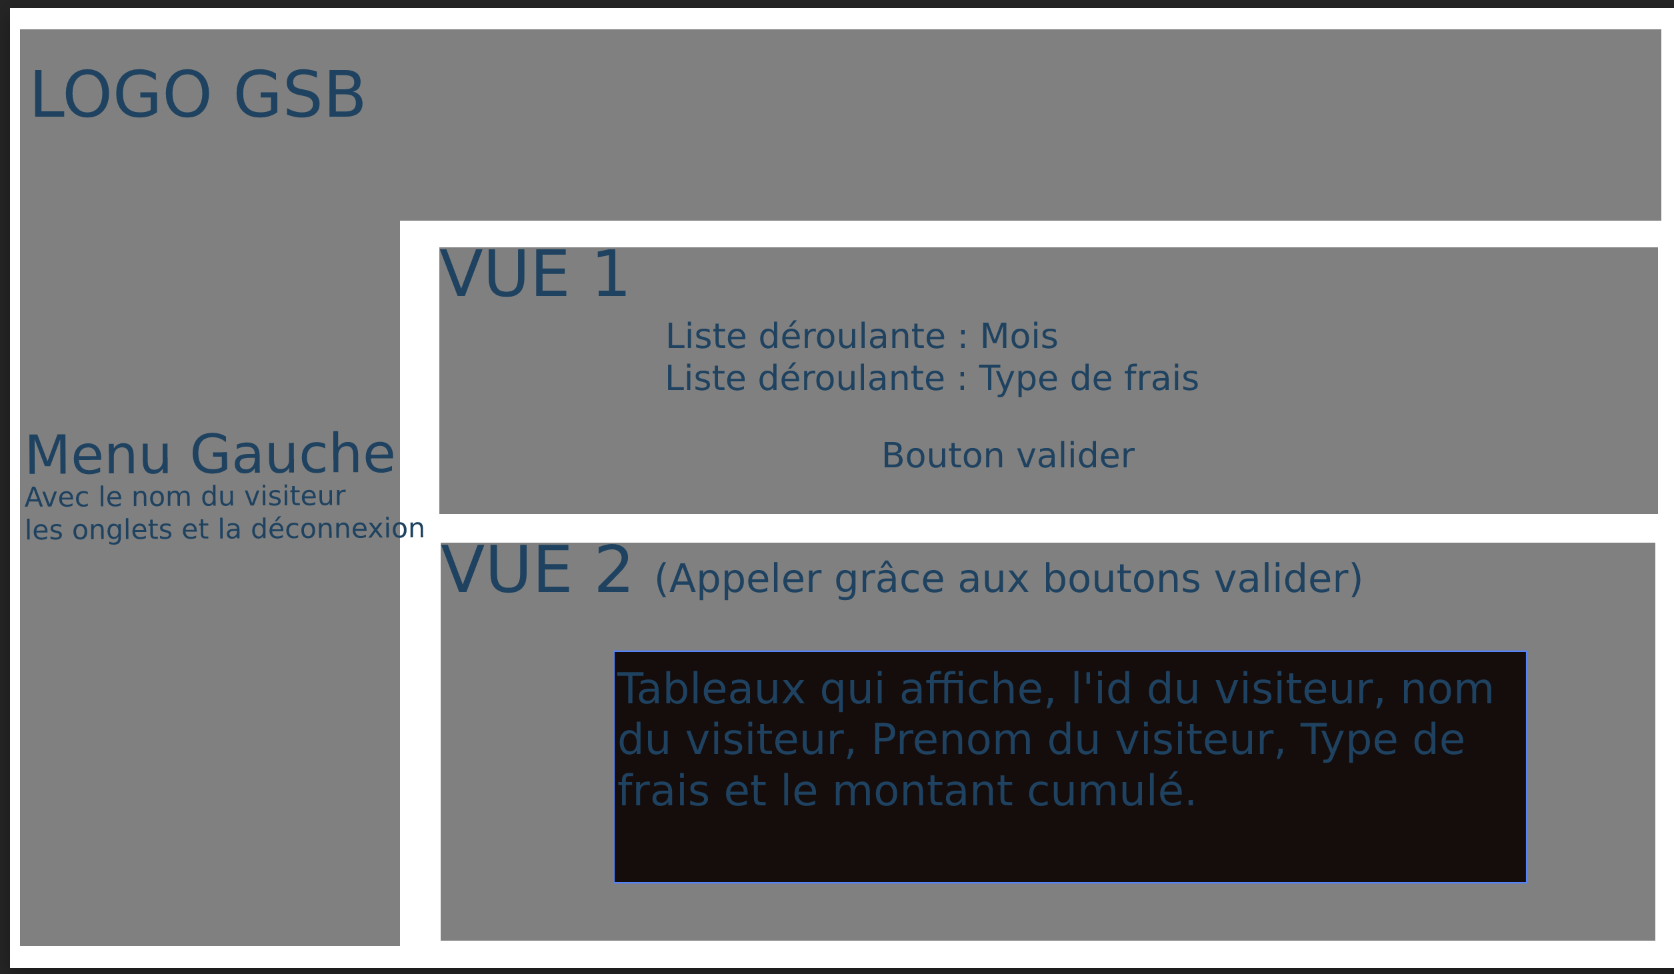 LOGO GSB
VUE 1
Liste déroulante : Mois
Liste déroulante : Type de frais
Bouton valider
Menu Gauche
Avec le nom du visiteur
les onglets et la déconnexion
VUE 2 (Appeler grâce aux boutons valider)
Tableaux qui affiche, l'id du visiteur, nom
du visiteur, Prenom du visiteur, Type de
frais et le montant cumulé.